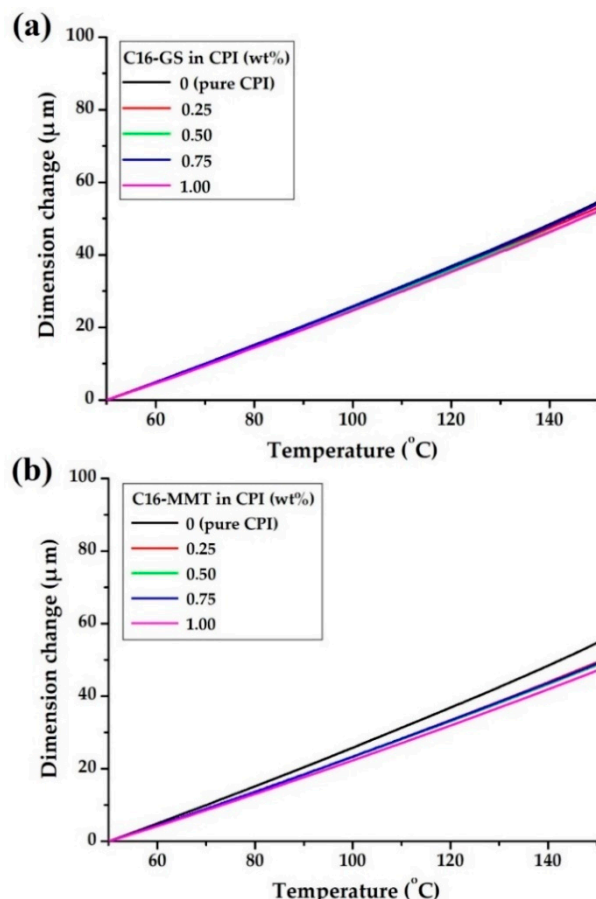 (a)
100
80
60
40
20
0
Dimension change (μm)
C16-GS in CPI (wt%)
0 (pure CPI)
0.25
0.50
0.75
1.00
60 80 100 120 140
Temperature (°C)
(b)
100
80
60
40
20
0
Dimension change (μm)
C16-MMT in CPI (wt%)
0 (pure CPI)
0.25
0.50
0.75
1.00
60 80 100 120 140
Temperature (°C)